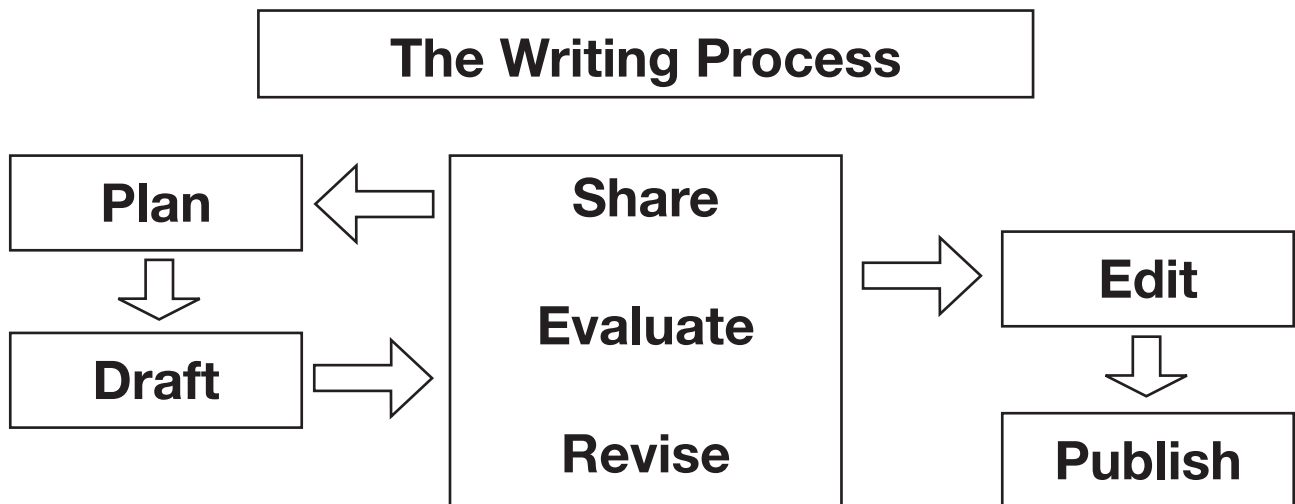 The Writing Process
Plan
Draft
Share
Evaluate
Revise
Edit
Publish